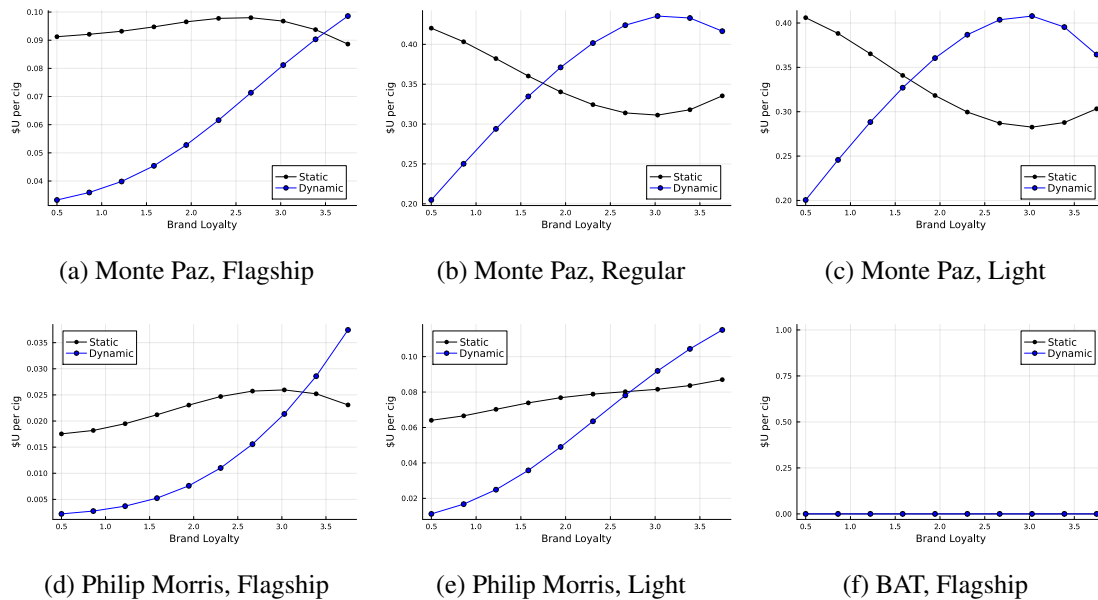 0.10
0.09
0.08
0.07
0.06
0.05
0.04
$U per cig
Static
Dynamic
0.5 1.0 1.5 2.0 2.5 3.0 3.5
Brand Loyalty
(a) Monte Paz, Flagship
0.40
0.35
0.30
0.25
0.20
$U per cig
Static
Dynamic
0.5 1.0 1.5 2.0 2.5 3.0 3.5
Brand Loyalty
(b) Monte Paz, Regular
0.40
0.35
0.30
0.25
0.20
$U per cig
Static
Dynamic
0.5 1.0 1.5 2.0 2.5 3.0 3.5
Brand Loyalty
(c) Monte Paz, Light
0.035
0.030
0.025
0.020
0.015
0.010
0.005
$U per cig
Static
Dynamic
0.5 1.0 1.5 2.0 2.5 3.0 3.5
Brand Loyalty
(d) Philip Morris, Flagship
0.10
0.08
0.06
0.04
0.02
$U per cig
Static
Dynamic
0.5 1.0 1.5 2.0 2.5 3.0 3.5
Brand Loyalty
(e) Philip Morris, Light
1.00
0.75
0.50
0.25
0.00
$U per cig
Static
Dynamic
0.5 1.0 1.5 2.0 2.5 3.0 3.5
Brand Loyalty
(f) BAT, Flagship